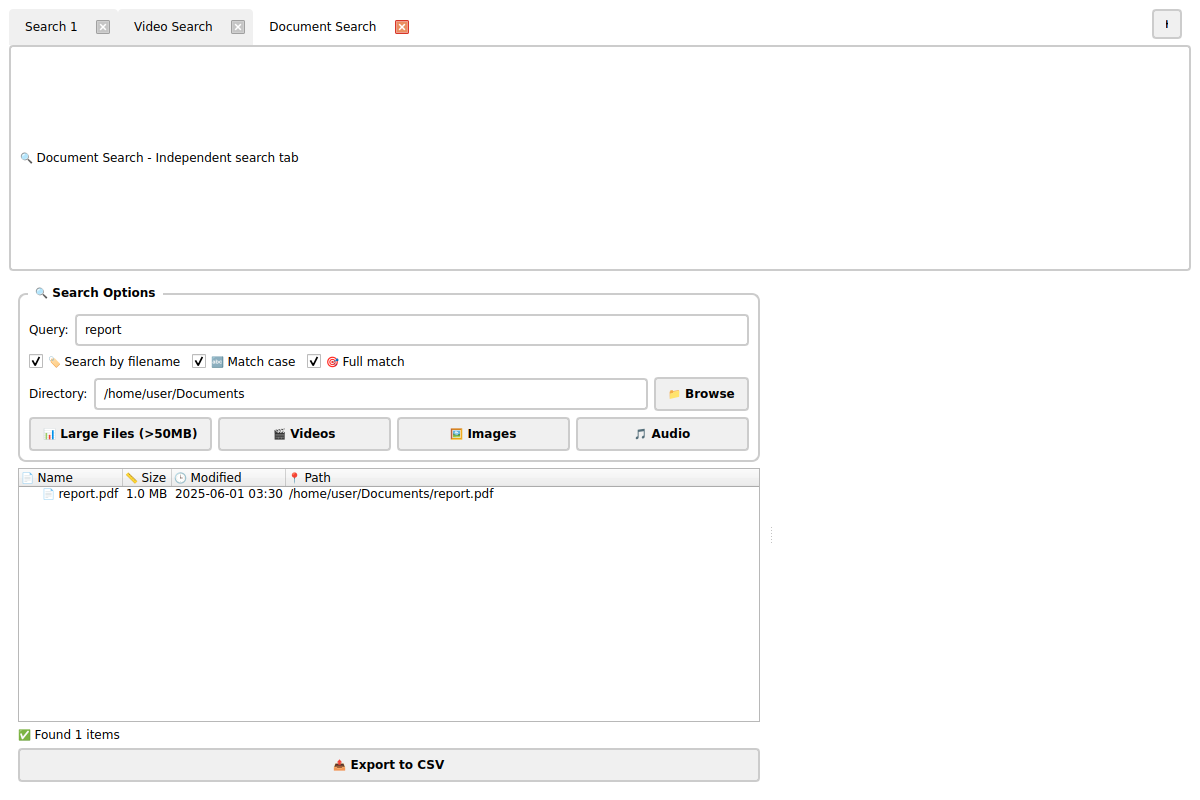 Search 1
Video Search
Document Search
Document Search - Independent search tab
Search Options
Query: report
Search by filename Match case Full match
Directory: /home/user/Documents Browse
Large Files (>50MB) Videos Images Audio
Name Size Modified Path
report.pdf 1.0 MB 2025-06-01 03:30 /home/user/Documents/report.pdf
Found 1 items
Export to CSV